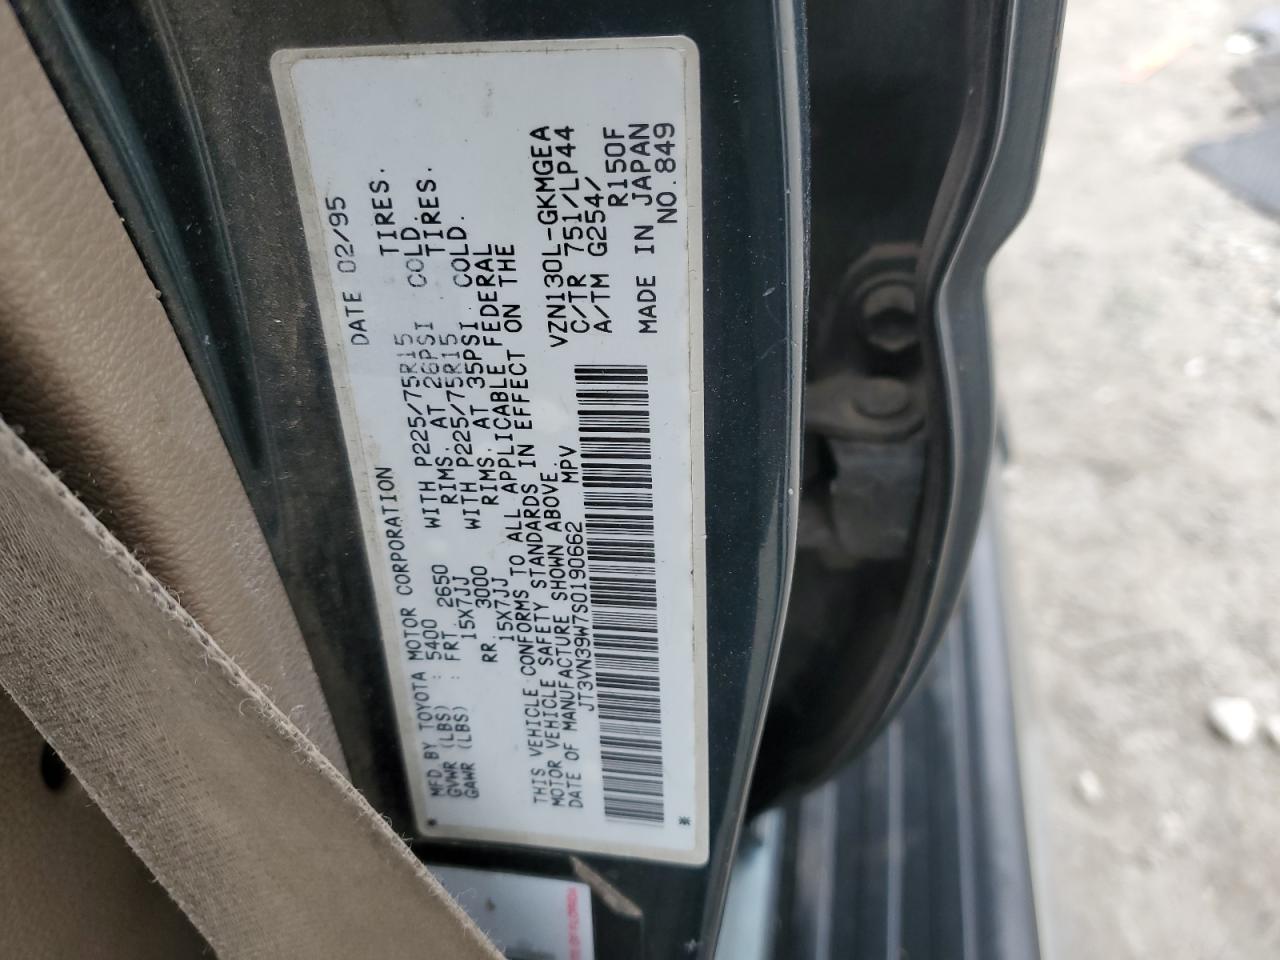 DATE 02/95
MFD BY TOYOTA MOTOR CORPORATION
GVWR (LBS) : 5400 WITH P225/75R15 TIRES.
GAWR (LBS) : FRT. 2650 RIMS. AT 26PSI COLD.
15X7JJ WITH P225/75R15 TIRES.
RR. 3000 RIMS. AT 35PSI COLD.
15X7JJ
THIS VEHICLE CONFORMS TO ALL APPLICABLE FEDERAL
MOTOR VEHICLE SAFETY STANDARDS IN EFFECT ON THE
DATE OF MANUFACTURE SHOWN ABOVE.
JT3VN39W7S0190662 MPV
VZN130L-GKMGEA
C/TR 751/LP44
A/TM G254/
R150F
MADE IN JAPAN
NO.849